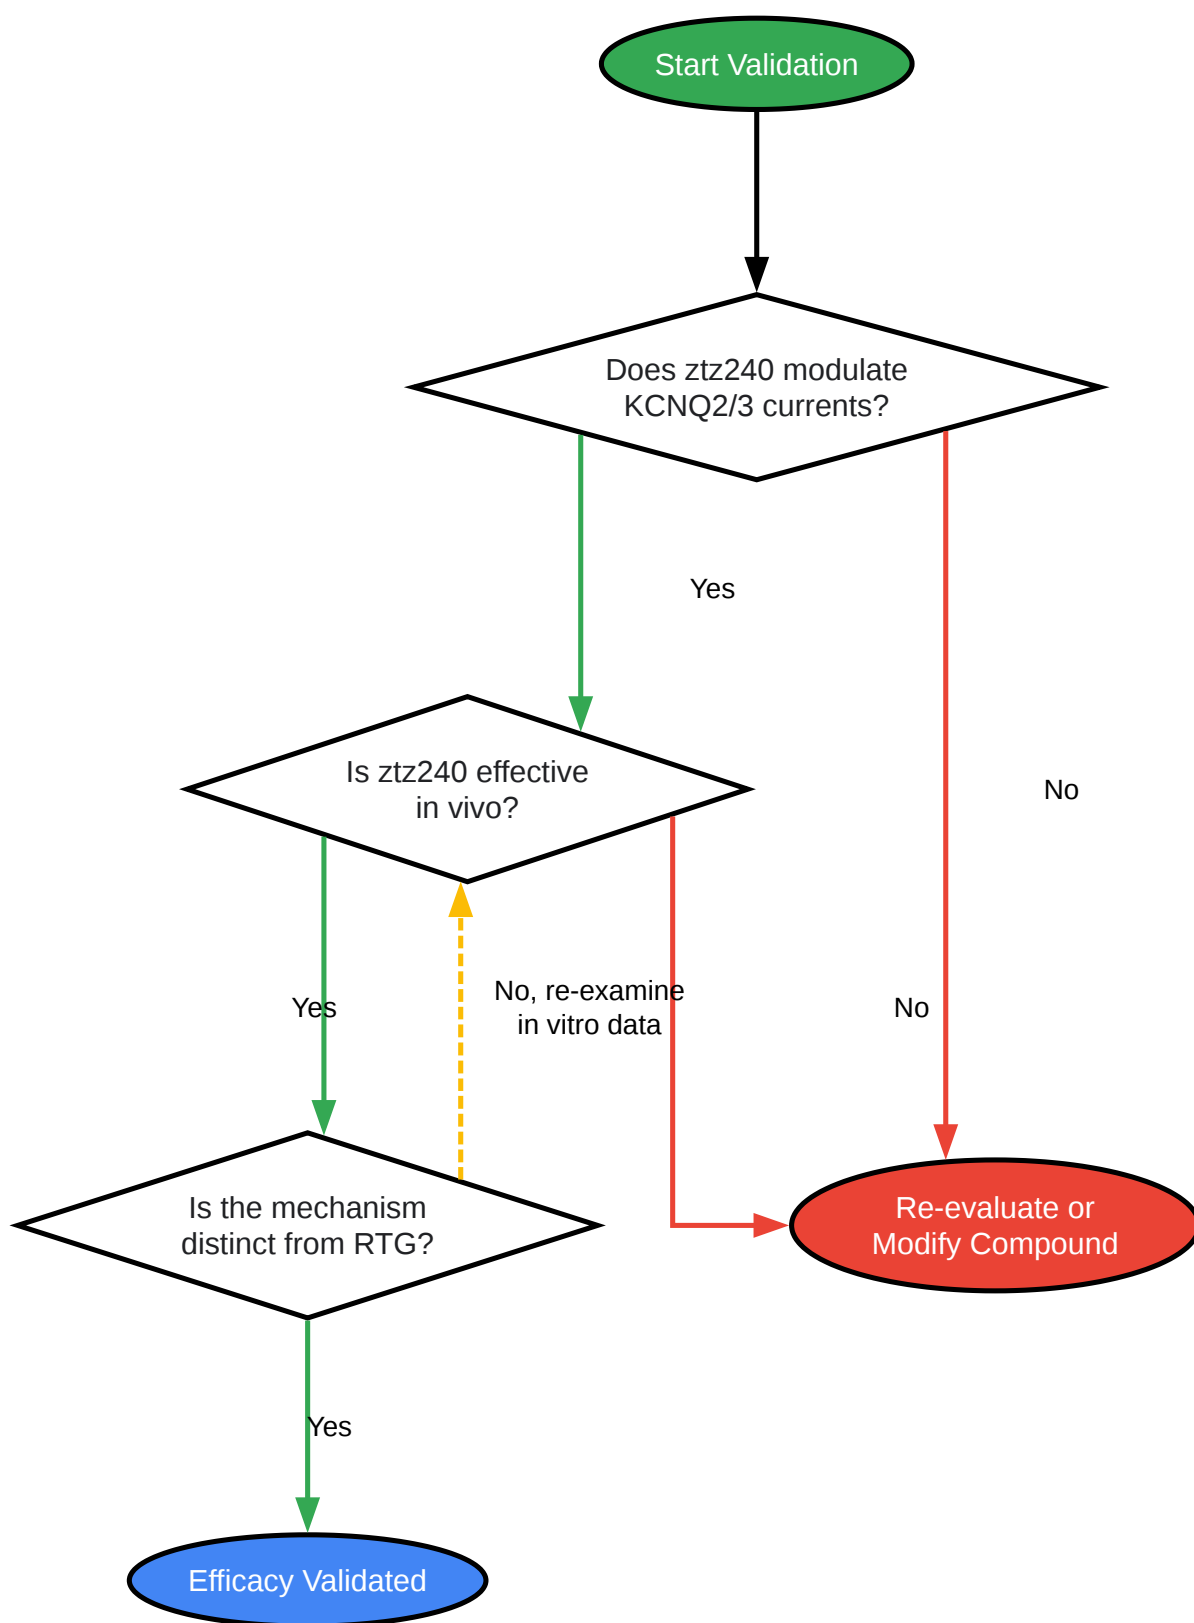 Start Validation
Does ztz240 modulate
KCNQ2/3 currents?
Yes
Is ztz240 effective
in vivo?
No
Yes
No, re-examine
in vitro data
No
Is the mechanism
distinct from RTG?
Re-evaluate or
Modify Compound
Yes
Efficacy Validated